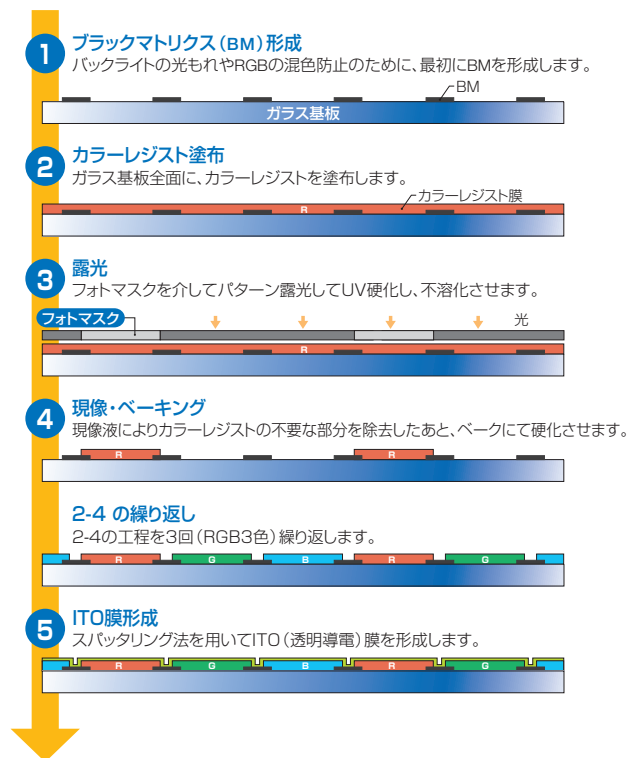 1
ブラックマトリクス(BM)形成
バックライトの光もれやRGBの混色防止のために、最初にBMを形成します。
BM
ガラス基板
2
カラーレジスト塗布
ガラス基板全面に、カラーレジストを塗布します。
カラーレジスト膜
R
3
露光
フォトマスクを介してパターン露光してUV硬化し、不溶化させます。
フォトマスク
光
R
4
現像・ベーキング
現像液によりカラーレジストの不要な部分を除去したあと、ベークにて硬化させます。
R R
2-4 の繰り返し
2-4の工程を3回(RGB3色)繰り返します。
R G B R G
5
ITO膜形成
スパッタリング法を用いてITO(透明導電)膜を形成します。
R G B R G